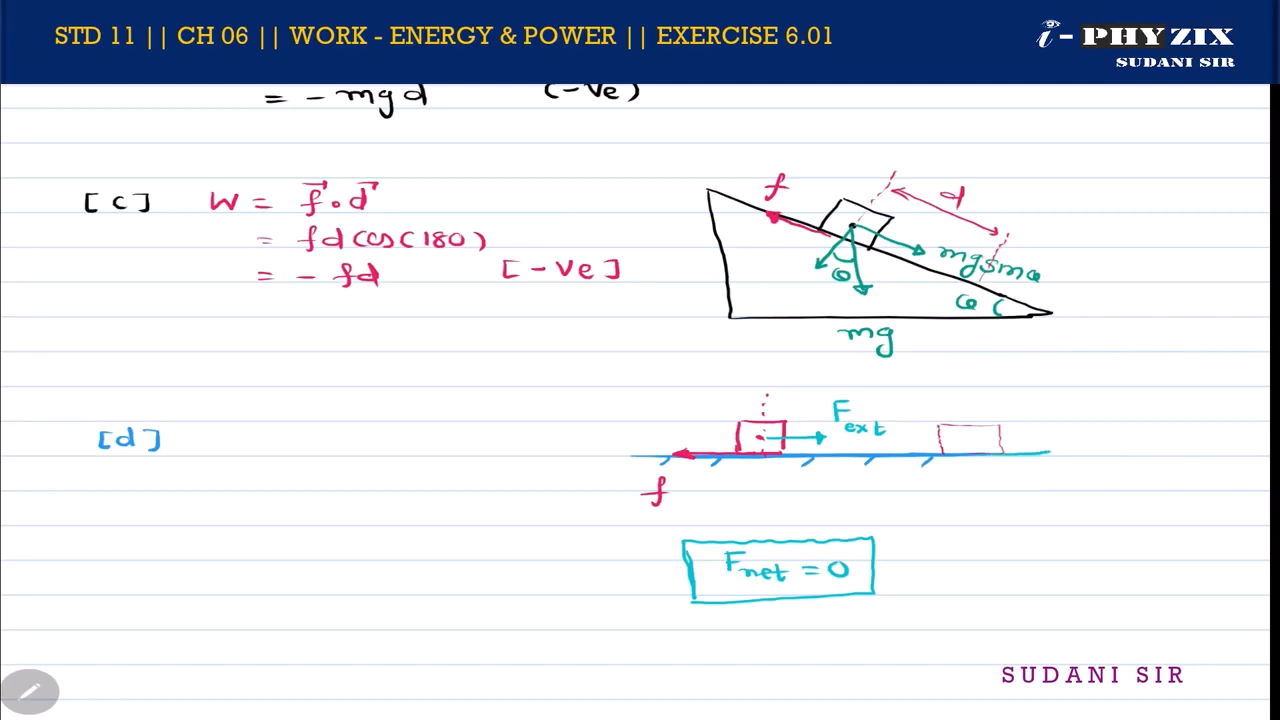 STD 11 || CH 06 || WORK - ENERGY & POWER || EXERCISE 6.01
i - PHYZIX
SUDANI SIR
= - mgd (-ve)
[c] W = f⃗ . d⃗
= fd cos(180)
= - fd [-ve]
f
d
mg sin θ
θ
θ
mg
[d]
F ext
f
F net = 0
SUDANI SIR